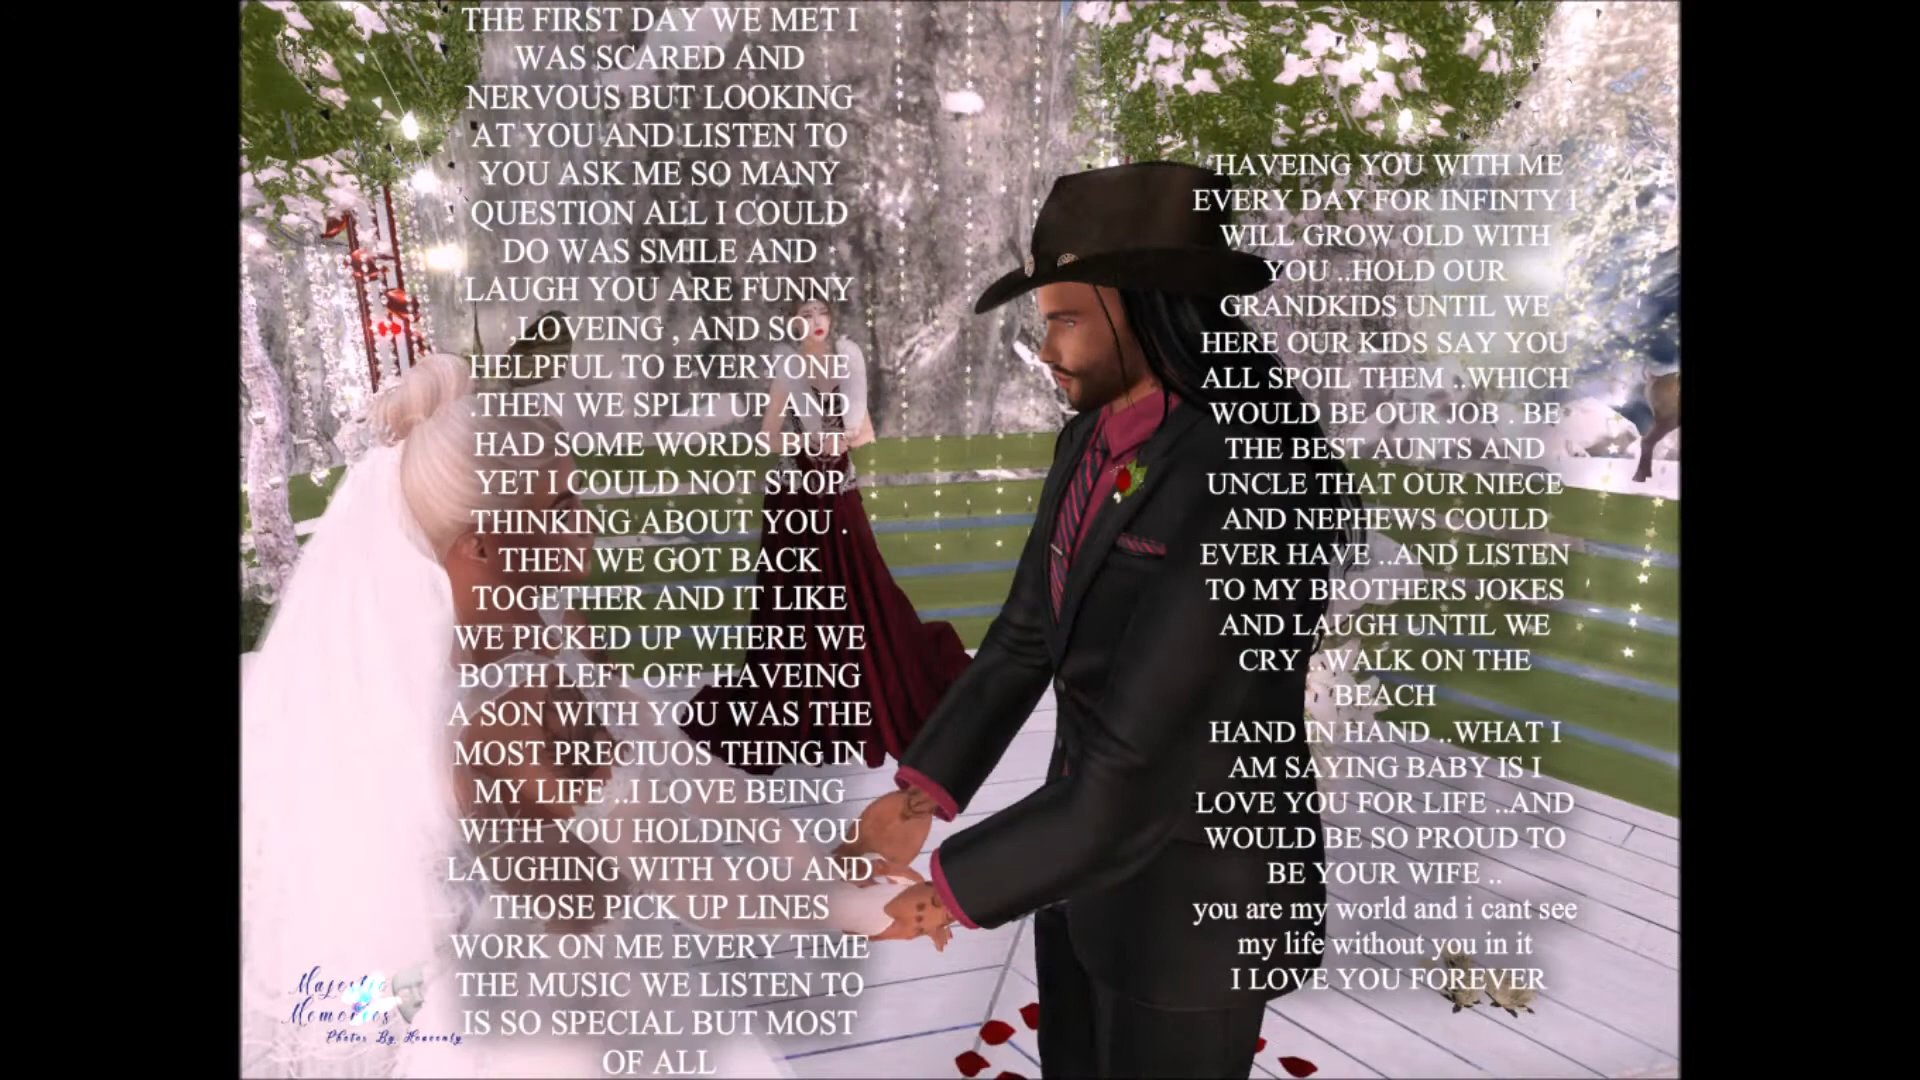 THE FIRST DAY WE MET I
WAS SCARED AND
NERVOUS BUT LOOKING
AT YOU AND LISTEN TO
YOU ASK ME SO MANY
QUESTION ALL I COULD
DO WAS SMILE AND
LAUGH YOU ARE FUNNY
,LOVEING , AND SO
HELPFUL TO EVERYONE
.THEN WE SPLIT UP AND
HAD SOME WORDS BUT
YET I COULD NOT STOP
THINKING ABOUT YOU .
THEN WE GOT BACK
TOGETHER AND IT LIKE
WE PICKED UP WHERE WE
BOTH LEFT OFF HAVEING
A SON WITH YOU WAS THE
MOST PRECIUOS THING IN
MY LIFE ..I LOVE BEING
WITH YOU HOLDING YOU
LAUGHING WITH YOU AND
THOSE PICK UP LINES
WORK ON ME EVERY TIME
THE MUSIC WE LISTEN TO
IS SO SPECIAL BUT MOST
OF ALL
HAVEING YOU WITH ME
EVERY DAY FOR INFINTY I
WILL GROW OLD WITH
YOU ..HOLD OUR
GRANDKIDS UNTIL WE
HERE OUR KIDS SAY YOU
ALL SPOIL THEM ..WHICH
WOULD BE OUR JOB . BE
THE BEST AUNTS AND
UNCLE THAT OUR NIECE
AND NEPHEWS COULD
EVER HAVE ..AND LISTEN
TO MY BROTHERS JOKES
AND LAUGH UNTIL WE
CRY ..WALK ON THE
BEACH
HAND IN HAND ..WHAT I
AM SAYING BABY IS I
LOVE YOU FOR LIFE ..AND
WOULD BE SO PROUD TO
BE YOUR WIFE ..
you are my world and i cant see
my life without you in it
I LOVE YOU FOREVER
Majestic
Memories
Photos By Heavenly